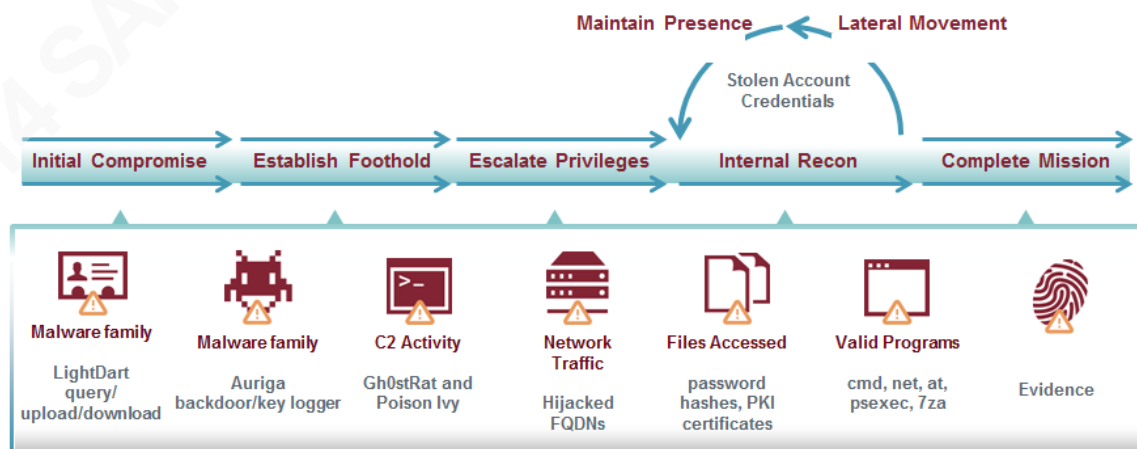 Maintain Presence
Lateral Movement
Stolen Account
Credentials
Initial Compromise
Establish Foothold
Escalate Privileges
Internal Recon
Complete Mission
>_
Malware family
LightDart
query/
upload/download
Malware family
Auriga
backdoor/key logger
C2 Activity
Gh0stRat and
Poison Ivy
Network
Traffic
Hijacked
FQDNs
Files Accessed
password
hashes, PKI
certificates
Valid Programs
cmd, net, at,
psexec, 7za
Evidence